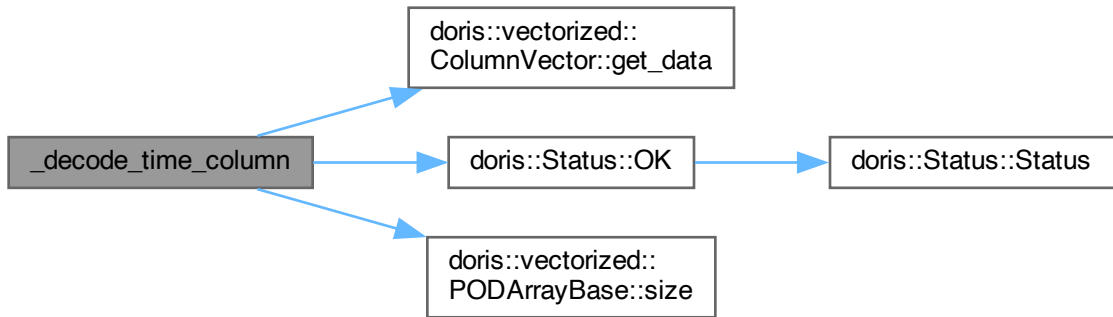 doris::vectorized::
ColumnVector::get_data
_decode_time_column
doris::Status::OK
doris::Status::Status
doris::vectorized::
PODArrayBase::size